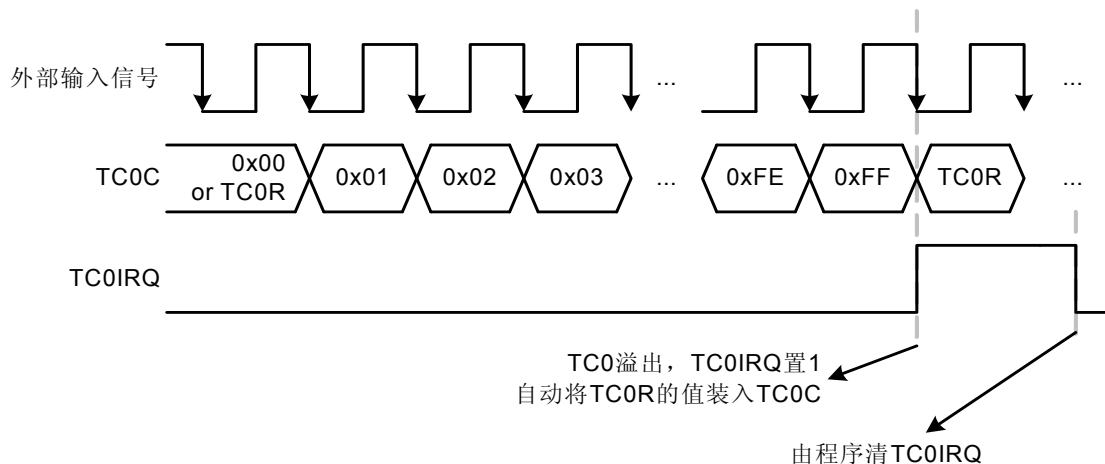 外部输入信号
...
...
TC0C
0x00
or TC0R
0x01
0x02
0x03
...
0xFE
0xFF
TC0R
...
TC0IRQ
TC0溢出，TC0IRQ置1
自动将TC0R的值装入TC0C
由程序清TC0IRQ